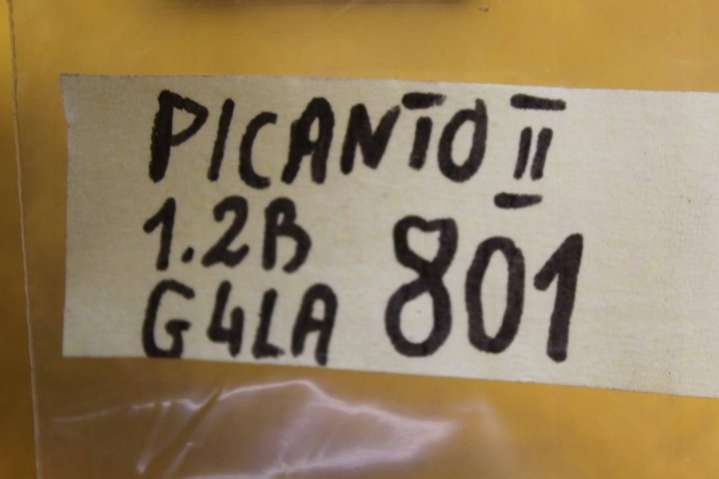 PICANTO II
1.2B
G4LA 801